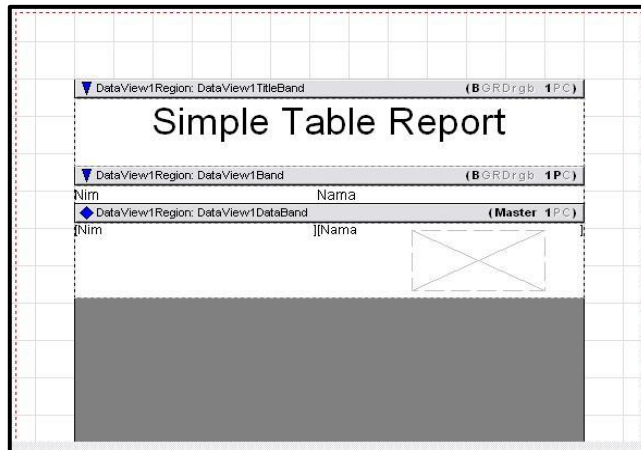 DataView1Region: DataView1TitleBand (BGRDrgb 1PC)
Simple Table Report
DataView1Region: DataView1Band (BGRDrgb 1PC)
Nim Nama
DataView1Region: DataView1DataBand (Master 1PC)
[Nim ][Nama ]